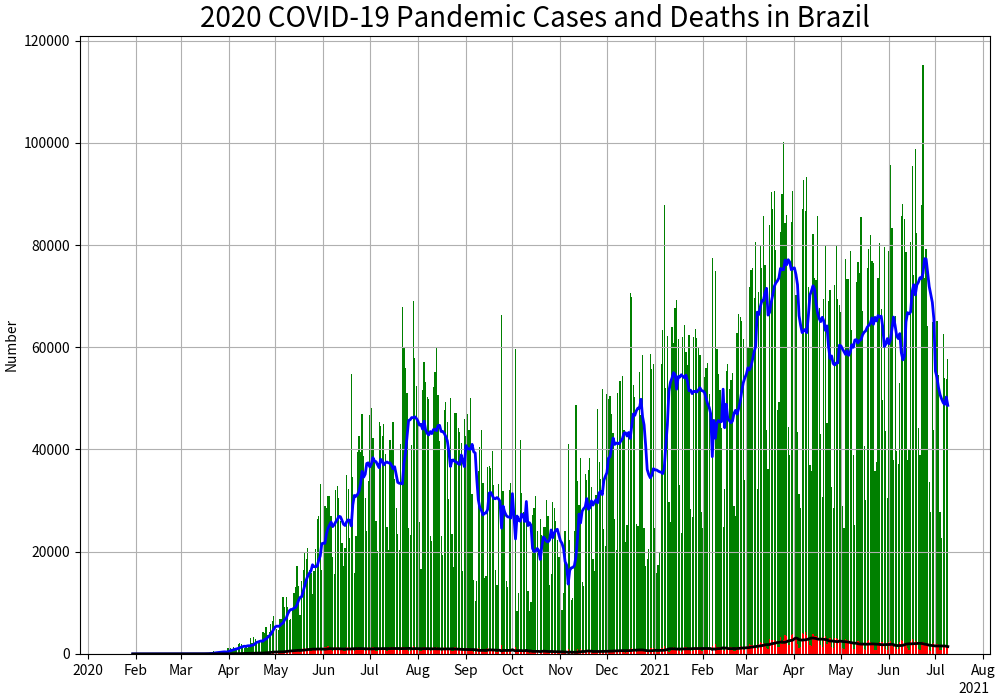 2020 COVID-19 Pandemic Cases and Deaths in Brazil
120000
100000
80000
60000
40000
20000
0
Number
2020 Feb Mar Apr May Jun Jul Aug Sep Oct Nov Dec 2021 Feb Mar Apr May Jun Jul Aug
2021